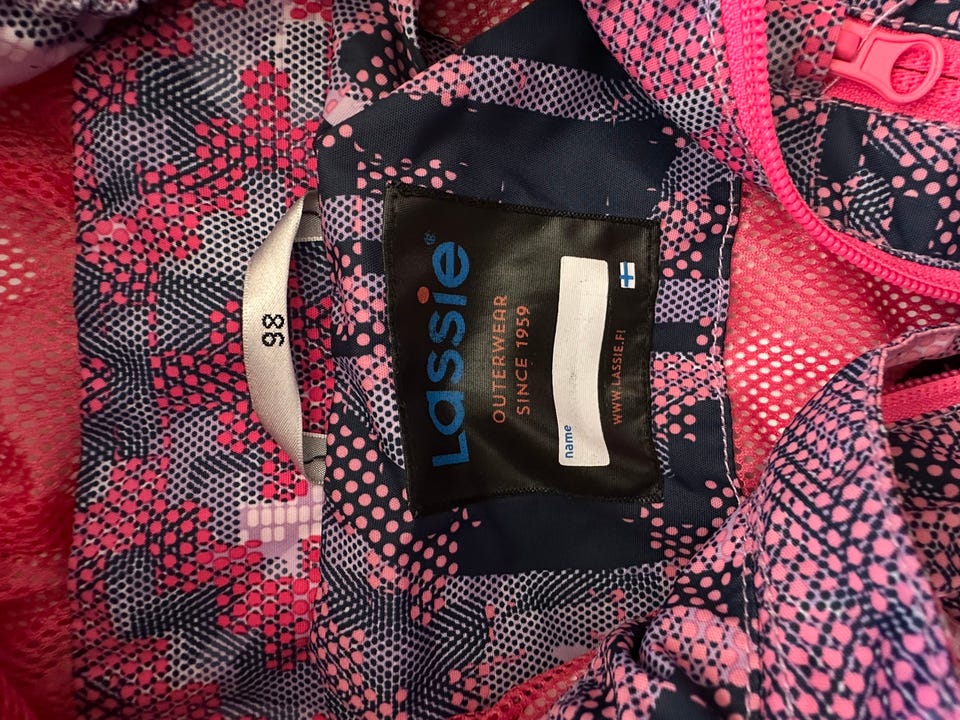 98
Lassie®
OUTERWEAR
SINCE 1959
name
WWW.LASSIE.FI